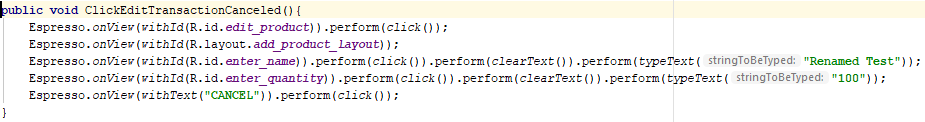 public void ClickEditTransactionCanceled(){
Espresso.onView(withId(R.id.edit_product)).perform(click());
Espresso.onView(withId(R.layout.add_product_layout));
Espresso.onView(withId(R.id.enter_name)).perform(click()).perform(clearText()).perform(typeText( stringToBeTyped: "Renamed Test"));
Espresso.onView(withId(R.id.enter_quantity)).perform(click()).perform(clearText()).perform(typeText( stringToBeTyped: "100"));
Espresso.onView(withText("CANCEL")).perform(click());
}